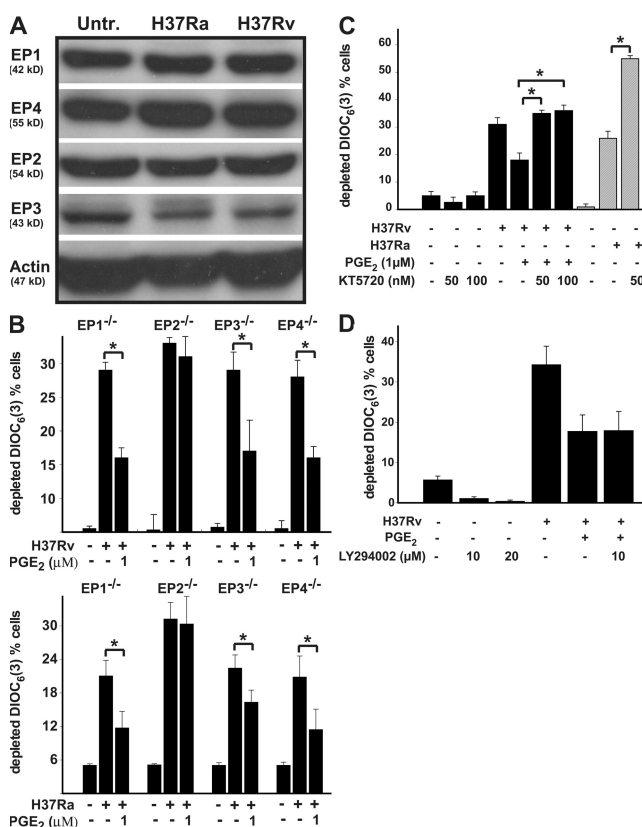 A
Untr. H37Ra H37Rv
EP1
(42 kD)
EP4
(55 kD)
EP2
(54 kD)
EP3
(43 kD)
Actin
(47 kD)
B
EP1-/- EP2-/- EP3-/- EP4-/-
depleted DIOC6(3) % cells
30
25
20
15
* * *
H37Rv - + + - + + - + + - + +
PGE2 (μM) - - 1 - - 1 - - 1 - - 1
EP1-/- EP2-/- EP3-/- EP4-/-
depleted DIOC6(3) % cells
30
24
18
12
6
* * *
H37Ra - + + - + + - + + - + +
PGE2 (μM) - - 1 - - 1 - - 1 - - 1
C
depleted DIOC6(3) % cells
60
50
40
30
20
10
0
* * *
H37Rv - - - + + + + - - -
H37Ra - - - - - - - - + +
PGE2 (1μM) - - - - + + + - - -
KT5720 (nM) - 50 100 - - 50 100 - - 50
D
depleted DIOC6(3) % cells
40
30
20
10
0
H37Rv - - - + + +
PGE2 - - - - + +
LY294002 (μM) - 10 20 - - 10